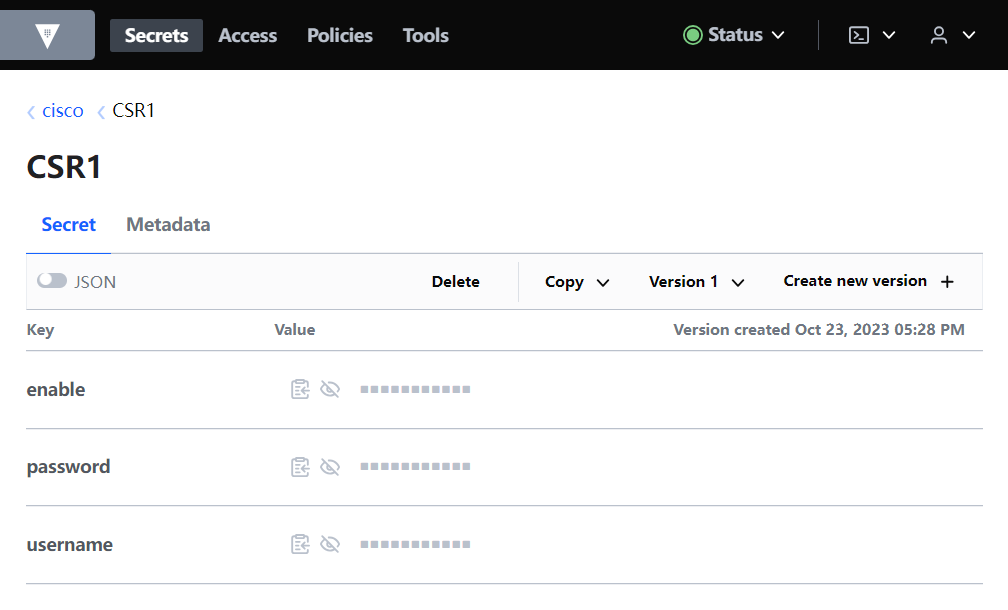 Secrets Access Policies Tools Status
cisco CSR1
CSR1
Secret Metadata
JSON Delete Copy Version 1 Create new version
Key Value Version created Oct 23, 2023 05:28 PM
enable
password
username